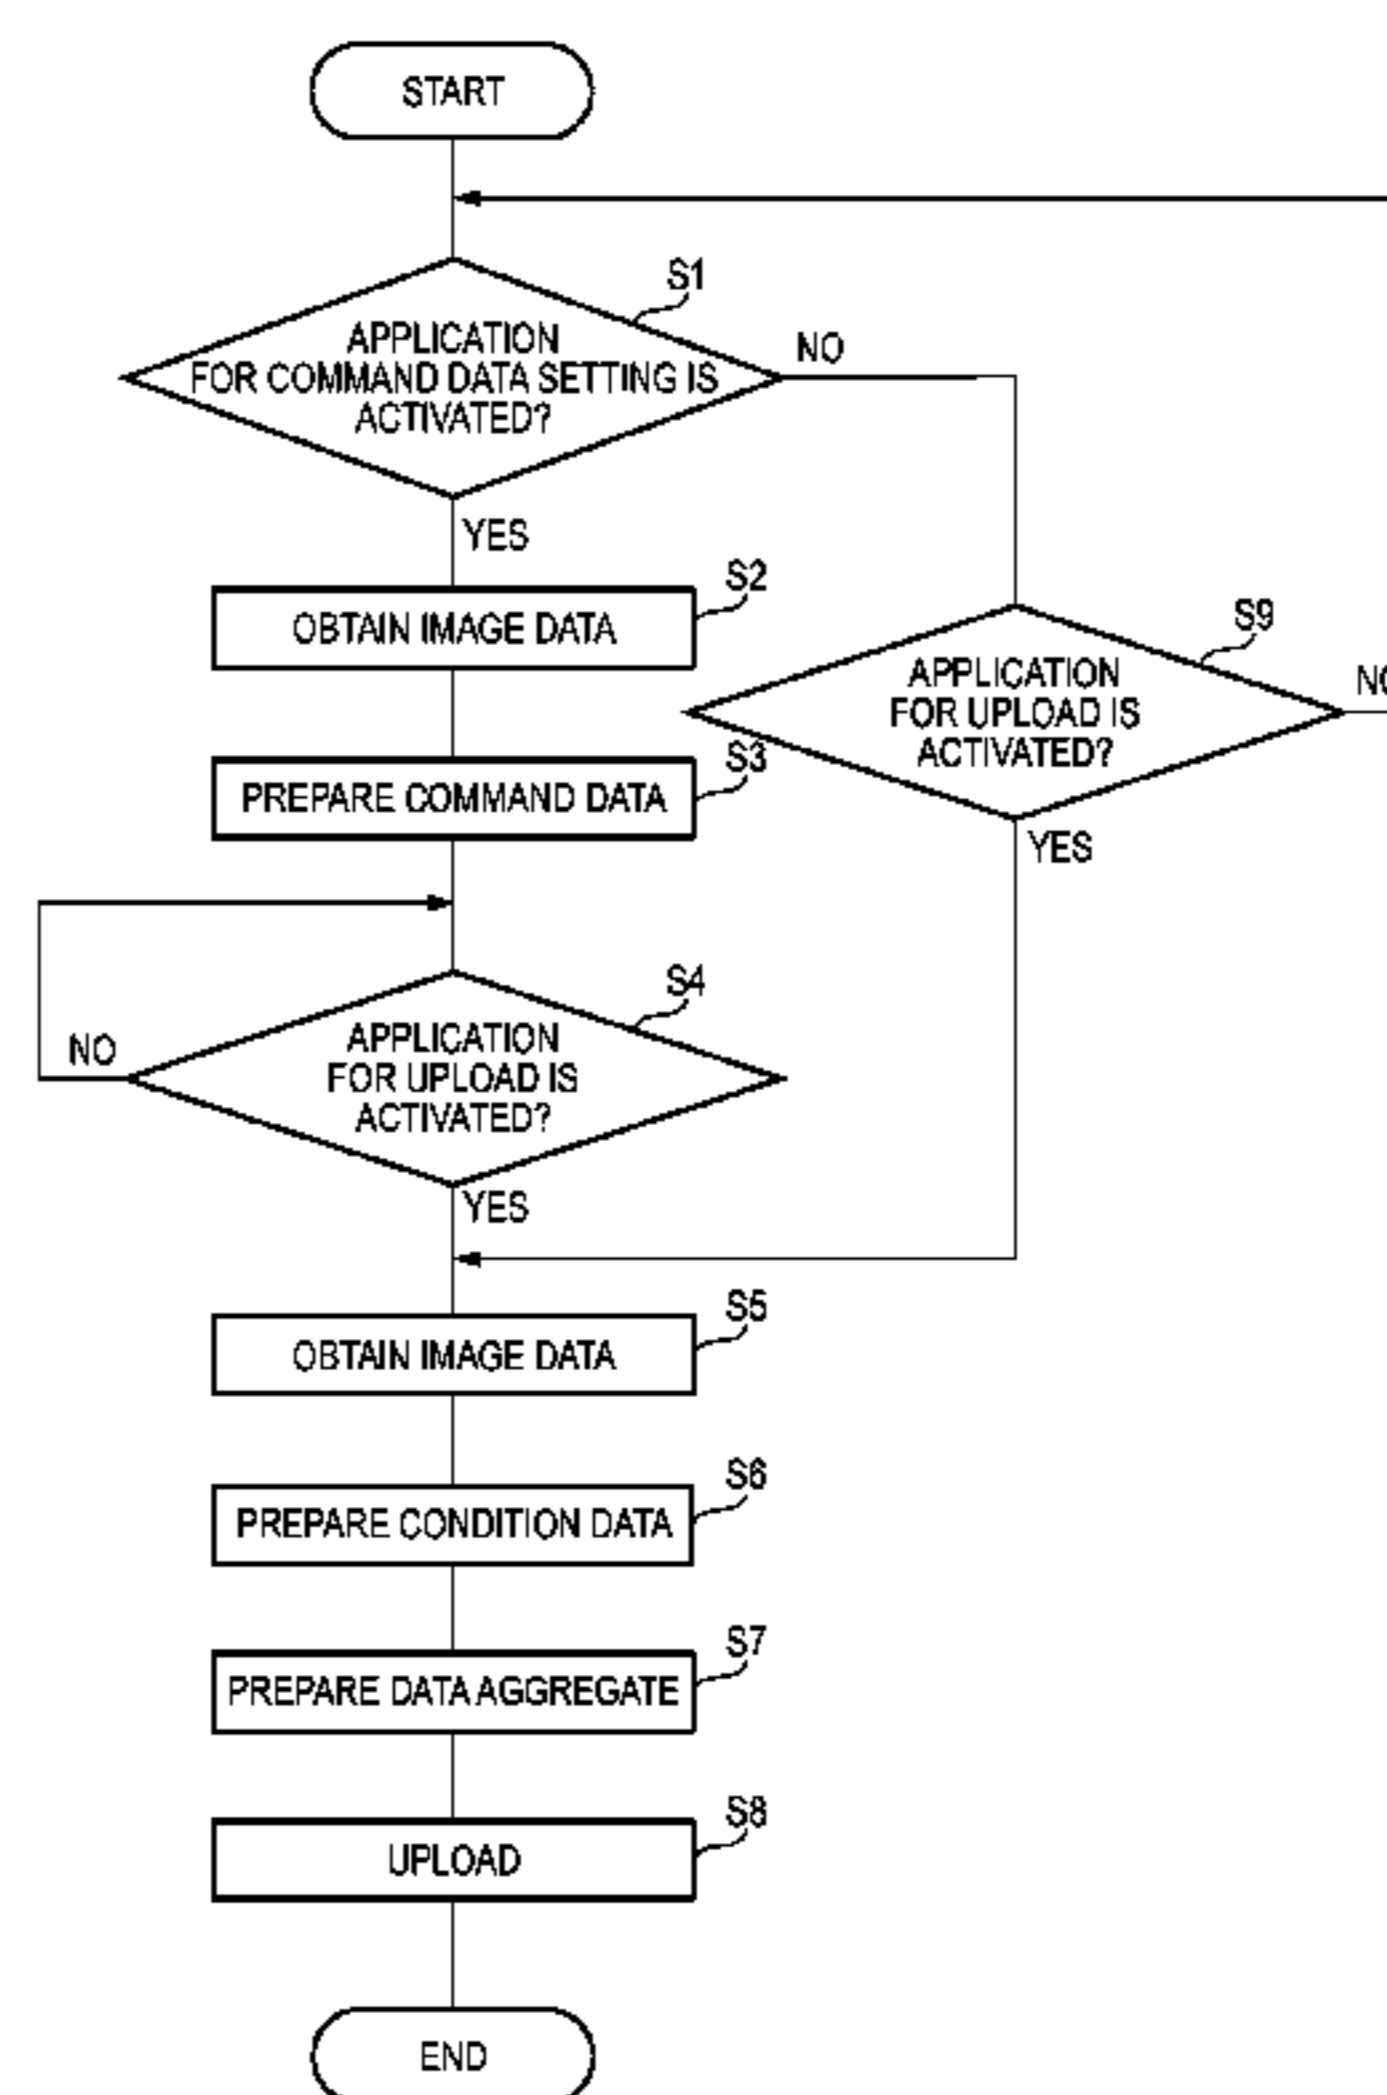 START
S1
APPLICATION
FOR COMMAND DATA SETTING IS
ACTIVATED?
NO
YES
S2
OBTAIN IMAGE DATA
S9
APPLICATION
FOR UPLOAD IS
ACTIVATED?
YES
S3
PREPARE COMMAND DATA
S4
APPLICATION
FOR UPLOAD IS
ACTIVATED?
NO
YES
S5
OBTAIN IMAGE DATA
S6
PREPARE CONDITION DATA
S7
PREPARE DATA AGGREGATE
S8
UPLOAD
END